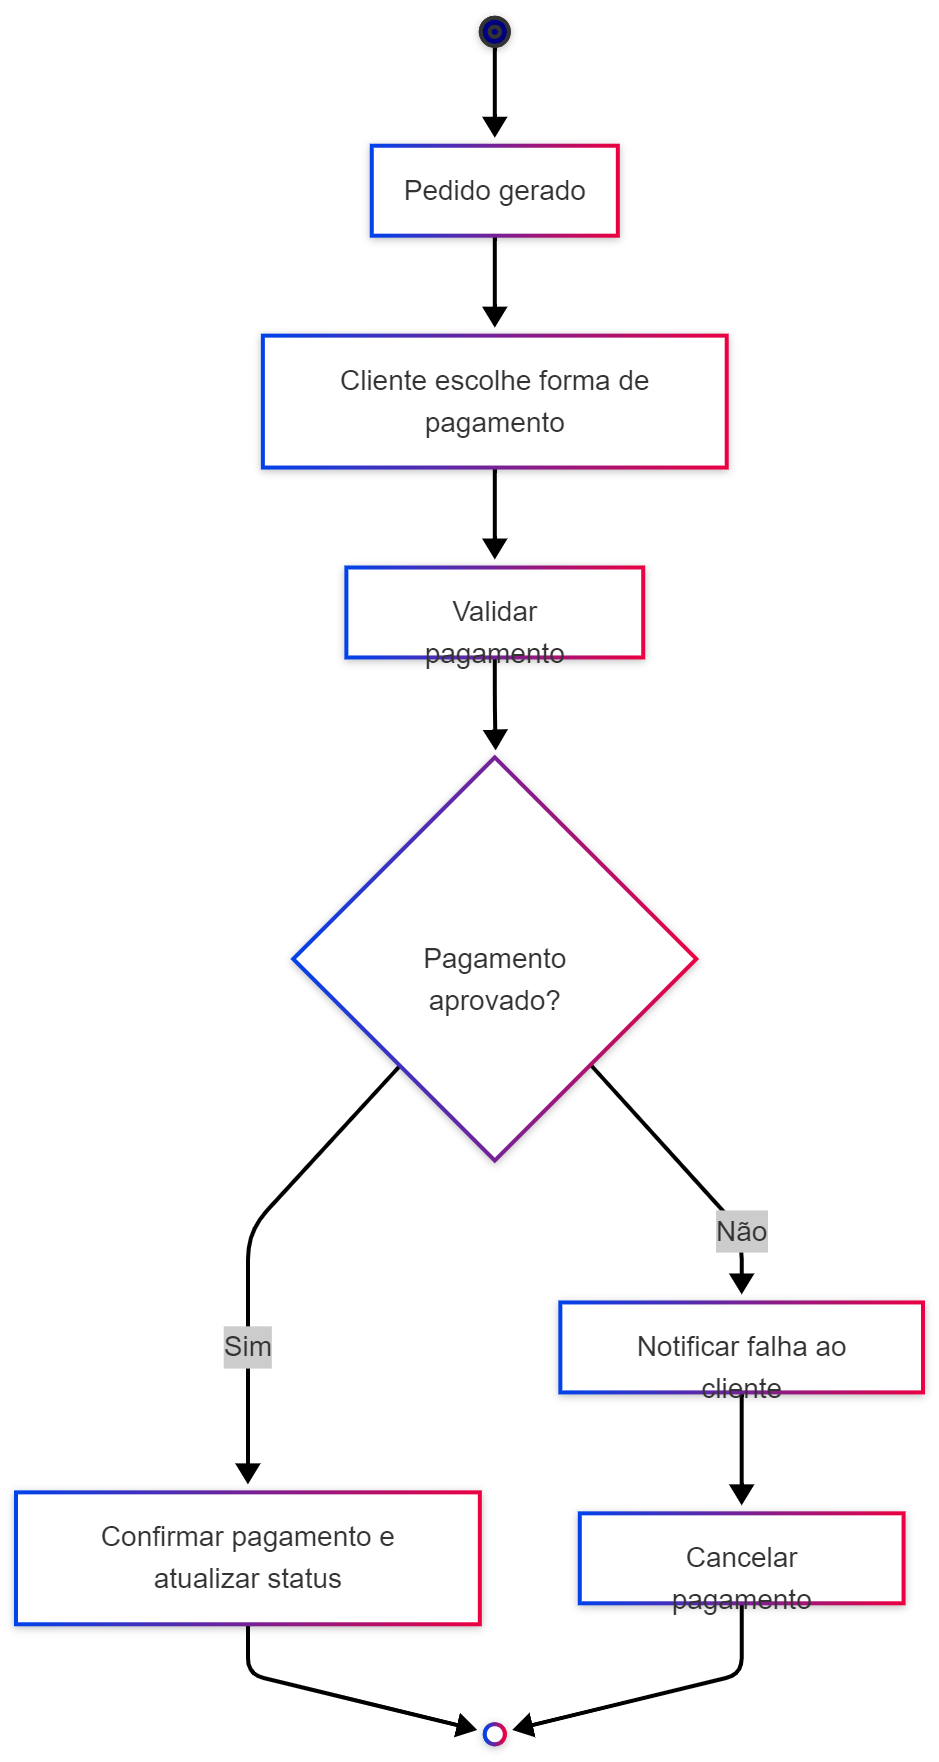 Pedido gerado
Cliente escolhe forma de
pagamento
Validar
pagamento
Pagamento
aprovado?
Não
Sim
Notificar falha ao
cliente
Confirmar pagamento e
atualizar status
Cancelar
pagamento